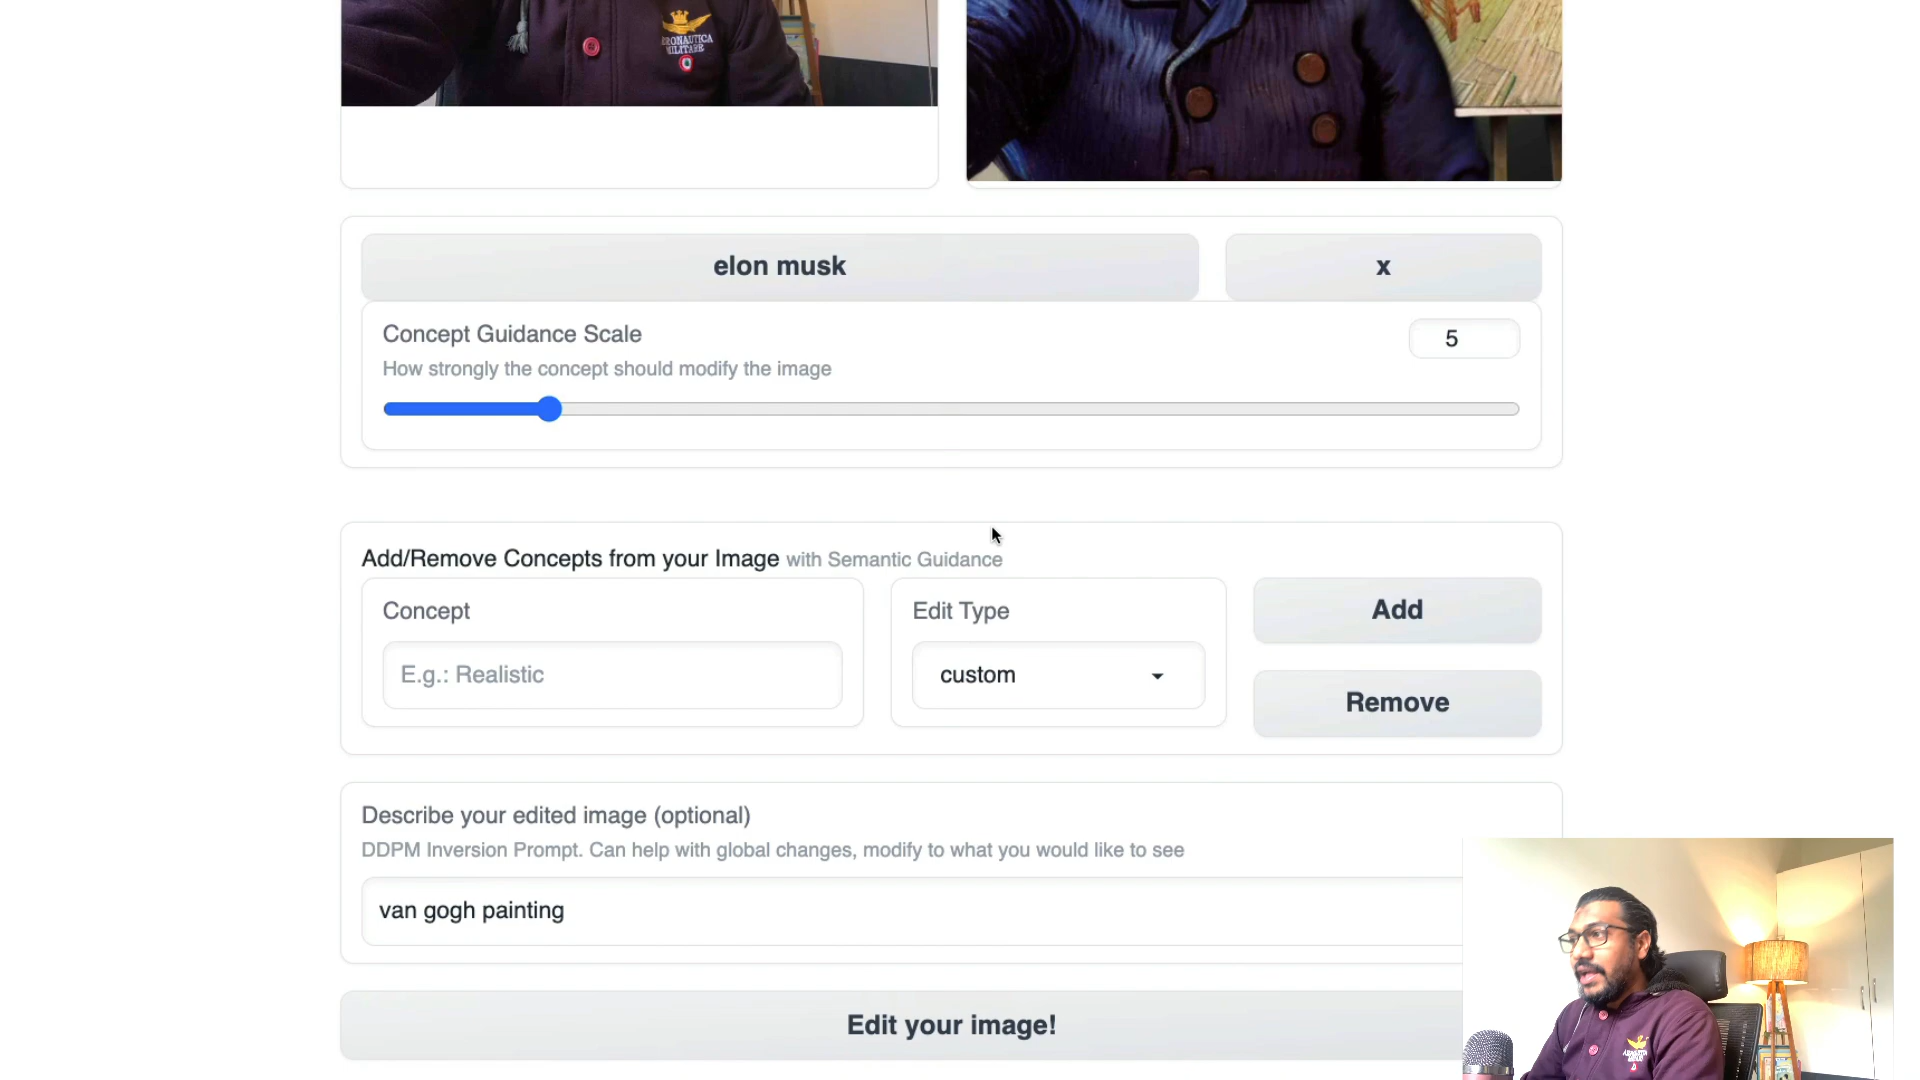 AERONAUTICA
MILITARE
elon musk
x
Concept Guidance Scale
5
How strongly the concept should modify the image
Add/Remove Concepts from your Image with Semantic Guidance
Concept
Edit Type
Add
E.g.: Realistic
custom
Remove
Describe your edited image (optional)
DDPM Inversion Prompt. Can help with global changes, modify to what you would like to see
van gogh painting
Edit your image!